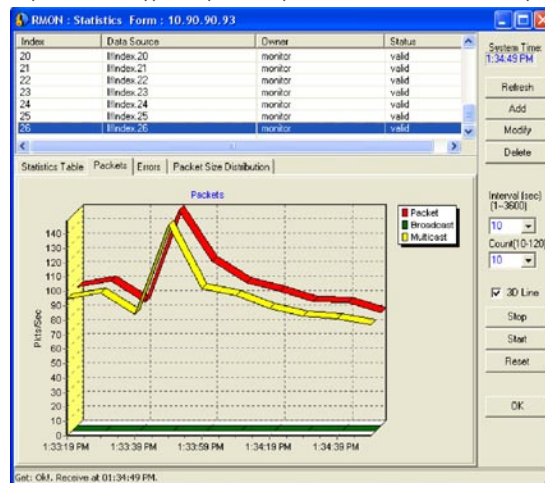 RMON : Statistics Form : 10.90.90.93
Index Data Source Owner Status
20 IfIndex.20 monitor valid
21 IfIndex.21 monitor valid
22 IfIndex.22 monitor valid
23 IfIndex.23 monitor valid
24 IfIndex.24 monitor valid
25 IfIndex.25 monitor valid
26 IfIndex.26 monitor valid
System Time:
1:34:49 PM
Refresh
Add
Modify
Delete
Statistics Table Packets Errors Packet Size Distribution
Interval (sec)
(1~3600)
10
Count(10-120)
10
3D Line
Stop
Start
Reset
OK
Packets
Packet
Broadcast
Multicast
Pkts/Sec
140
130
120
110
100
90
80
70
60
50
40
30
20
10
0
1:33:19 PM 1:33:39 PM 1:33:59 PM 1:34:19 PM 1:34:39 PM
Get: Ok!, Receive at 01:34:49 PM.